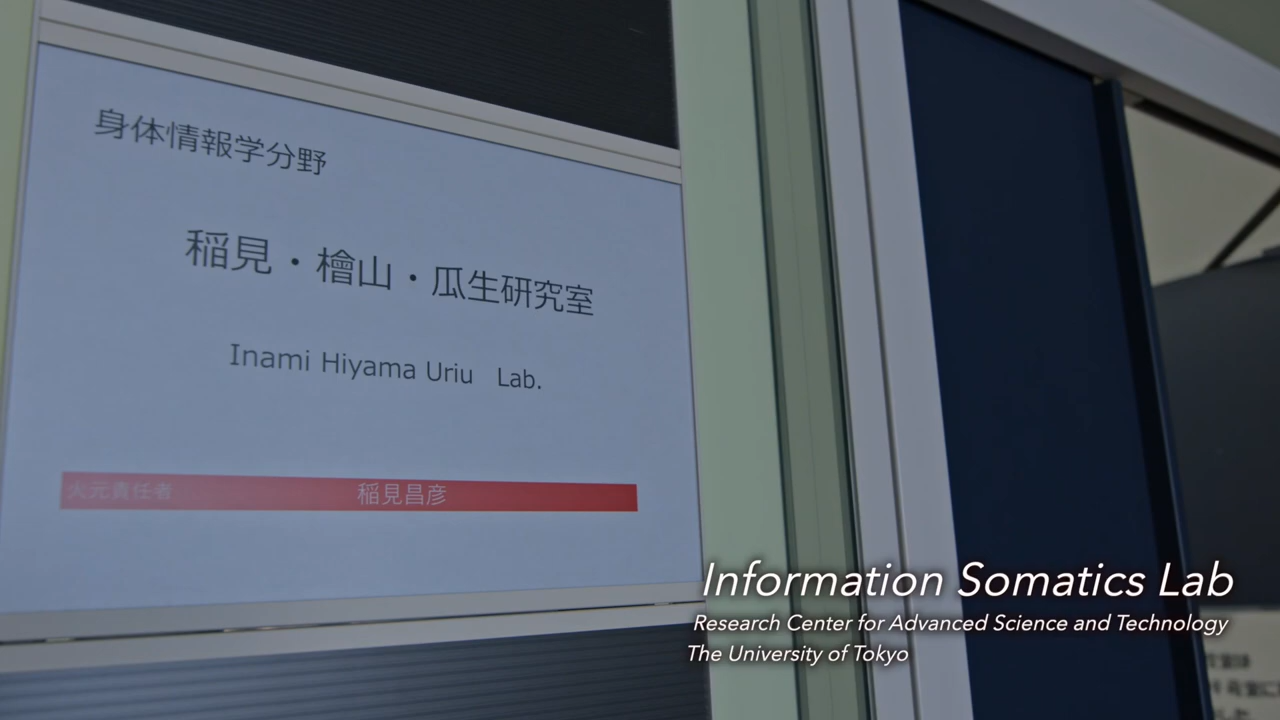 身体情報学分野
稲見・檜山・瓜生研究室
Inami Hiyama Uriu Lab.
火元責任者 稲見昌彦
Information Somatics Lab
Research Center for Advanced Science and Technology
The University of Tokyo